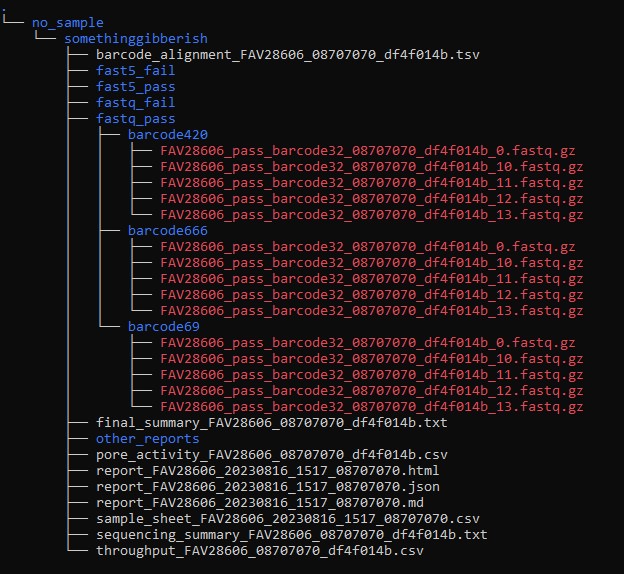 .
└── no_sample
    └── somethinggibberish
        ├── barcode_alignment_FAV28606_08707070_df4f014b.tsv
        ├── fast5_fail
        ├── fast5_pass
        ├── fastq_fail
        ├── fastq_pass
        │   ├── barcode420
        │   │   ├── FAV28606_pass_barcode32_08707070_df4f014b_0.fastq.gz
        │   │   ├── FAV28606_pass_barcode32_08707070_df4f014b_10.fastq.gz
        │   │   ├── FAV28606_pass_barcode32_08707070_df4f014b_11.fastq.gz
        │   │   ├── FAV28606_pass_barcode32_08707070_df4f014b_12.fastq.gz
        │   │   └── FAV28606_pass_barcode32_08707070_df4f014b_13.fastq.gz
        │   ├── barcode666
        │   │   ├── FAV28606_pass_barcode32_08707070_df4f014b_0.fastq.gz
        │   │   ├── FAV28606_pass_barcode32_08707070_df4f014b_10.fastq.gz
        │   │   ├── FAV28606_pass_barcode32_08707070_df4f014b_11.fastq.gz
        │   │   ├── FAV28606_pass_barcode32_08707070_df4f014b_12.fastq.gz
        │   │   └── FAV28606_pass_barcode32_08707070_df4f014b_13.fastq.gz
        │   └── barcode69
        │       ├── FAV28606_pass_barcode32_08707070_df4f014b_0.fastq.gz
        │       ├── FAV28606_pass_barcode32_08707070_df4f014b_10.fastq.gz
        │       ├── FAV28606_pass_barcode32_08707070_df4f014b_11.fastq.gz
        │       ├── FAV28606_pass_barcode32_08707070_df4f014b_12.fastq.gz
        │       └── FAV28606_pass_barcode32_08707070_df4f014b_13.fastq.gz
        ├── final_summary_FAV28606_08707070_df4f014b.txt
        ├── other_reports
        ├── pore_activity_FAV28606_08707070_df4f014b.csv
        ├── report_FAV28606_20230816_1517_08707070.html
        ├── report_FAV28606_20230816_1517_08707070.json
        ├── report_FAV28606_20230816_1517_08707070.md
        ├── sample_sheet_FAV28606_20230816_1517_08707070.csv
        ├── sequencing_summary_FAV28606_08707070_df4f014b.txt
        └── throughput_FAV28606_08707070_df4f014b.csv